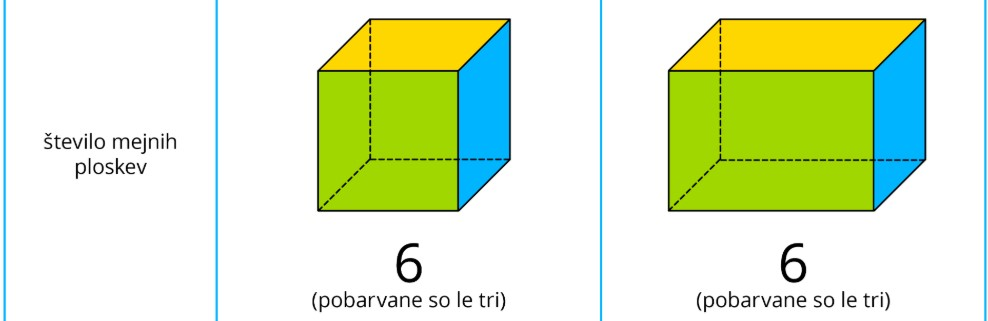 število mejnih
ploskev
6
(pobarvane so le tri)
6
(pobarvane so le tri)